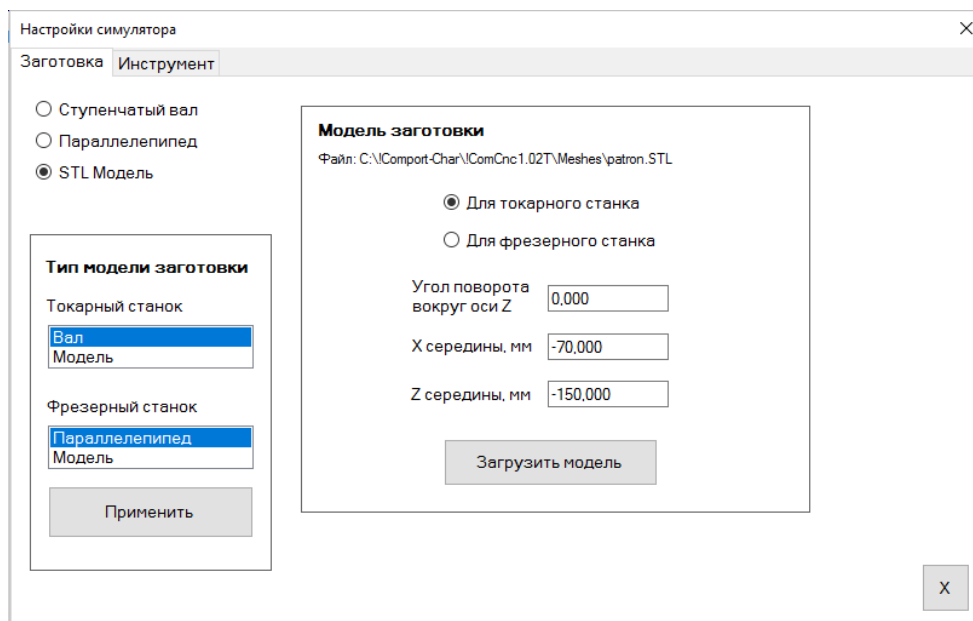 Настройки симулятора
Заготовка Инструмент
Ступенчатый вал
Параллелепипед
STL Модель
Тип модели заготовки
Токарный станок
Вал
Модель
Фрезерный станок
Параллелепипед
Модель
Применить
Модель заготовки
Файл: C:\!Comport-Char\!ComCnc1.02T\Meshes\patron.STL
Для токарного станка
Для фрезерного станка
Угол поворота
вокруг оси Z 0,000
X середины, мм -70,000
Z середины, мм -150,000
Загрузить модель
X